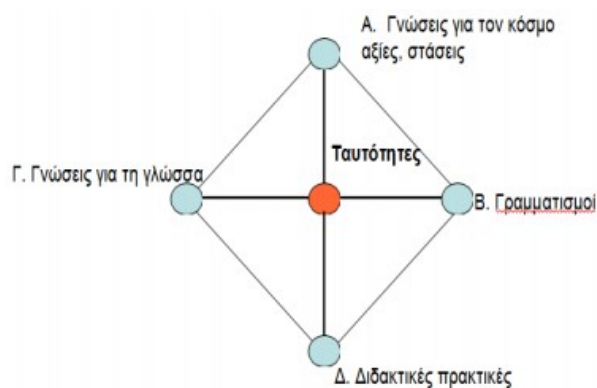 Α. Γνώσεις για τον κόσμο
αξίες, στάσεις
Ταυτότητες
Γ. Γνώσεις για τη γλώσσα
Β. Γραμματισμοί
Δ. Διδακτικές πρακτικές